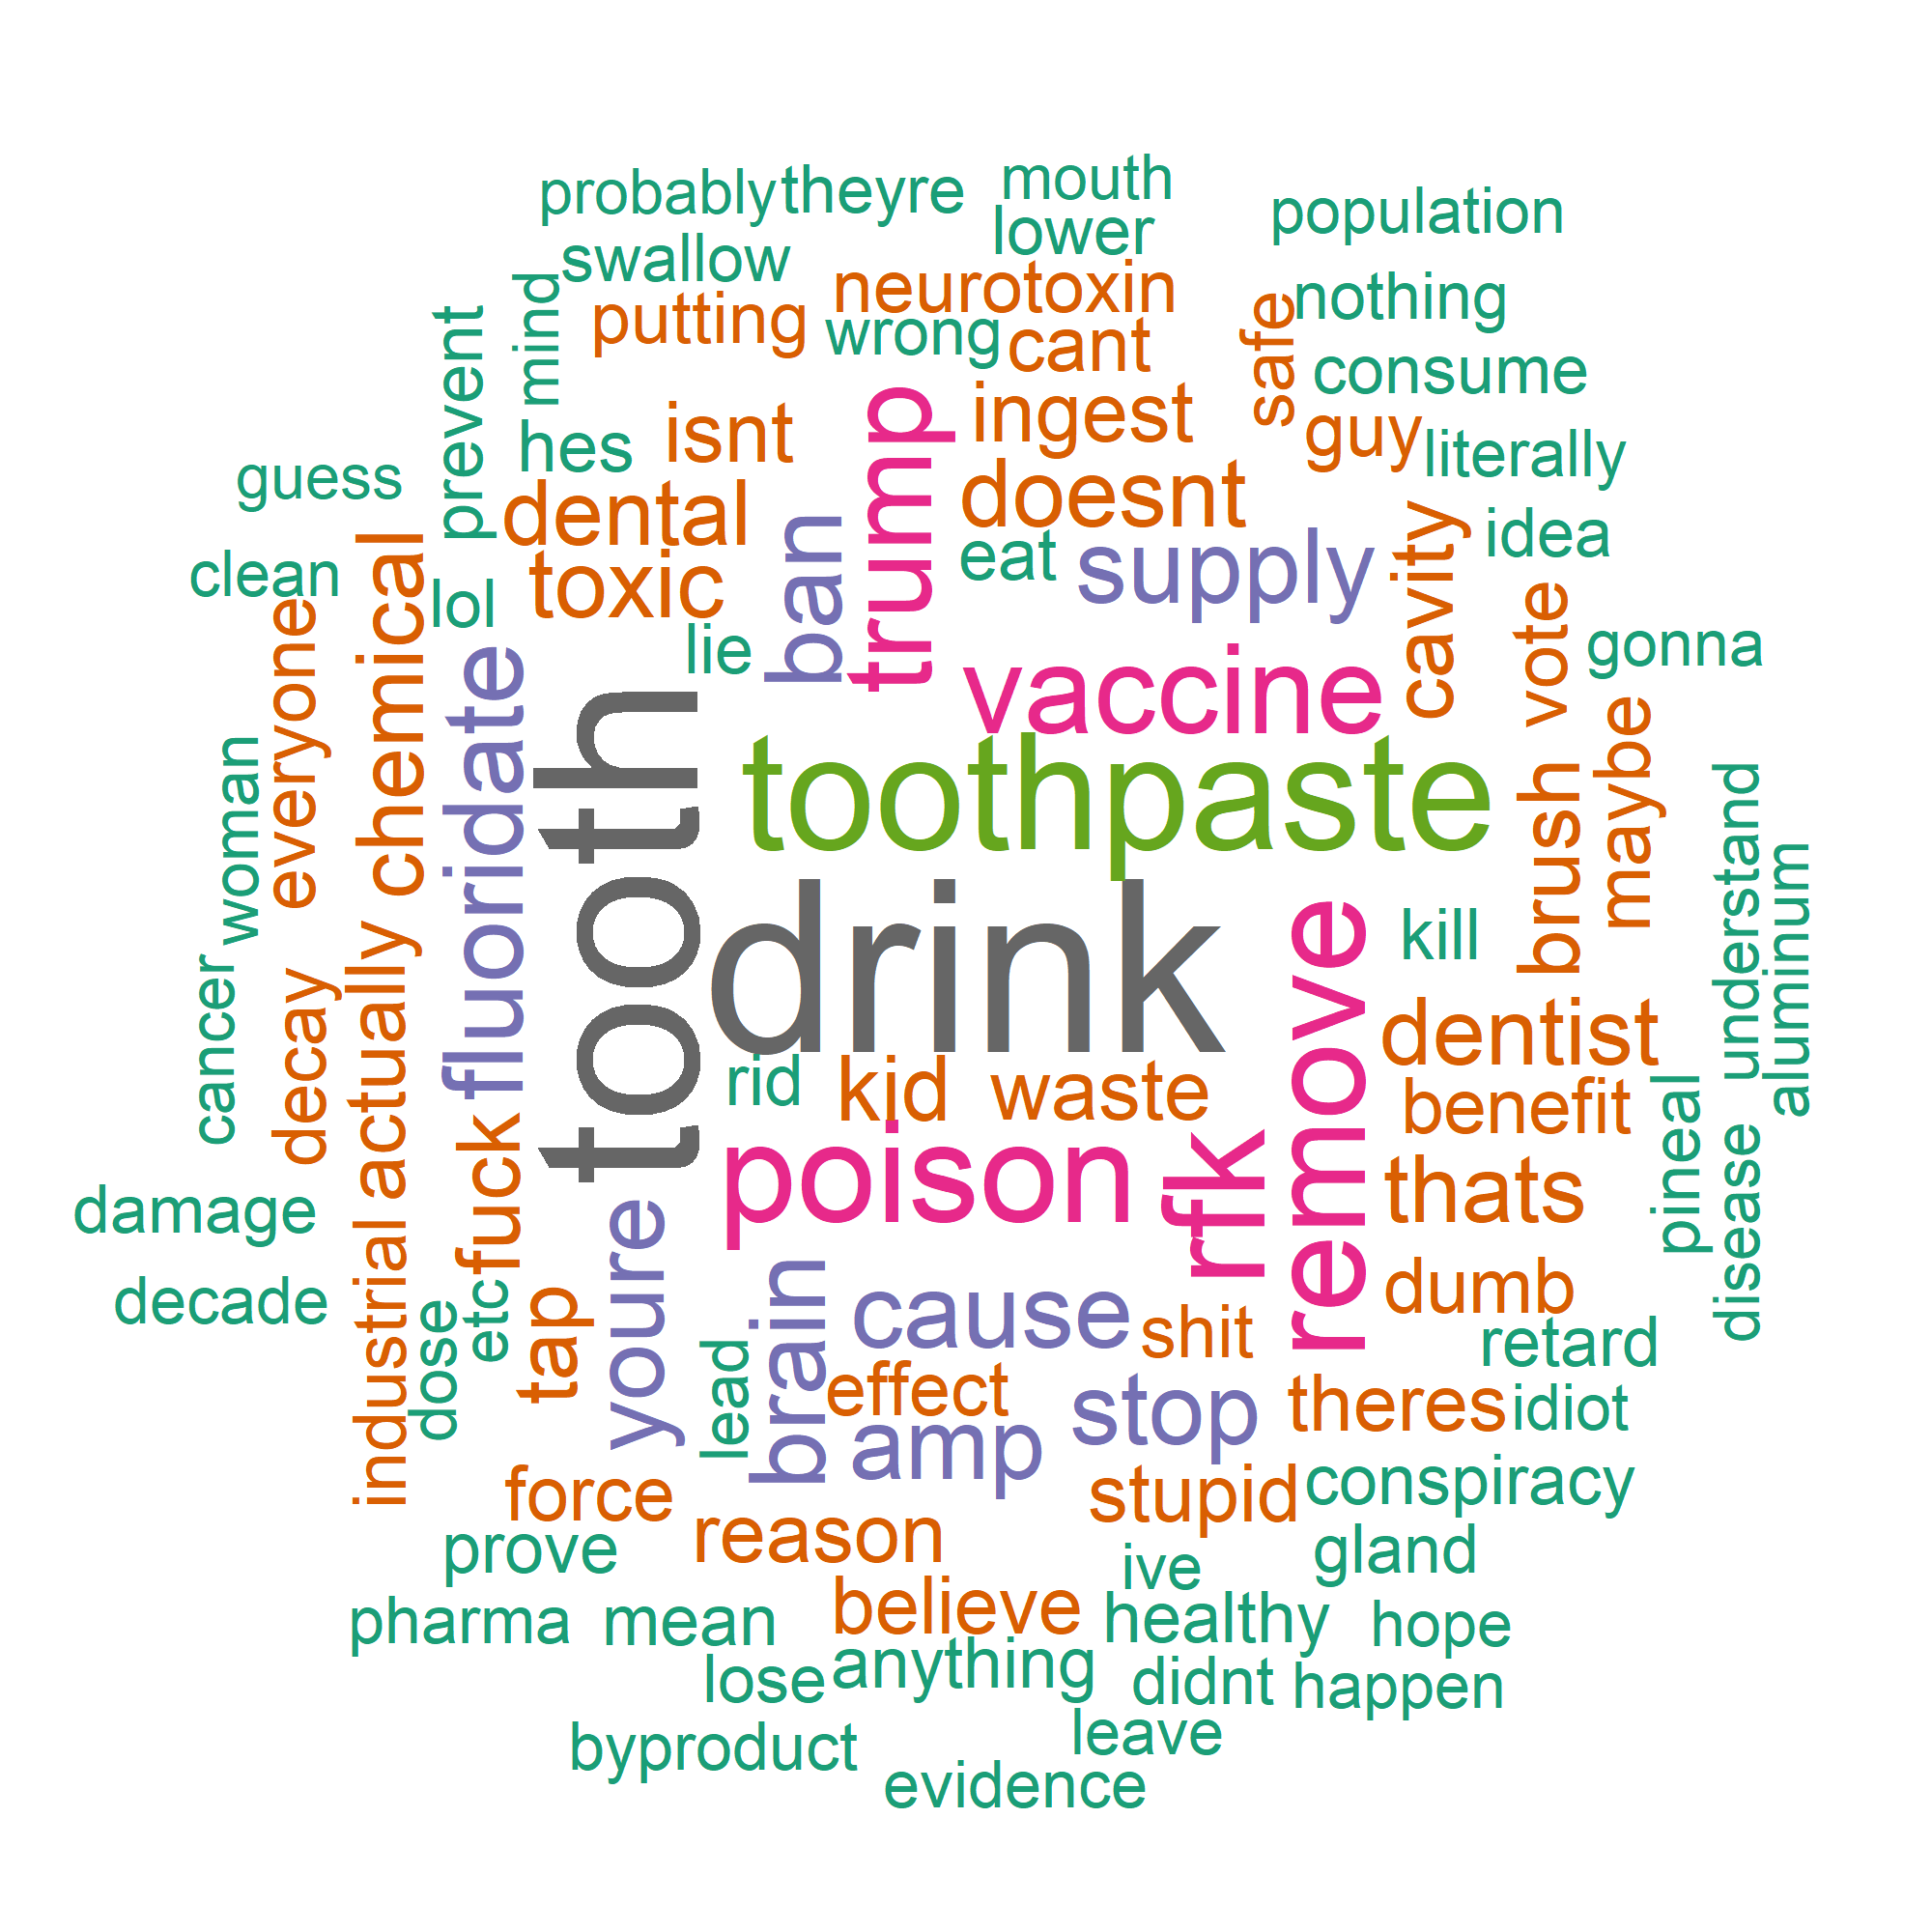 probably
theyre
mouth
population
swallow
lower
mind
putting
neurotoxin
nothing
prevent
wrong
cant
safe
consume
guess
hes
isnt
trump
ingest
guy
literally
dental
doesnt
clean
chemical
lol
toxic
ban
eat
supply
cavity
idea
everyone
lie
vaccine
vote
gonna
woman
fluoridate
tooth
toothpaste
brush
maybe
understand
cancer
decay
actually
drink
remove
kill
aluminum
rid
kid
waste
dentist
benefit
damage
fuck
poison
rfk
thats
pineal
disease
decade
industrial
dose
etc
tap
youre
brain
cause
shit
dumb
retard
lead
effect
amp
stop
theres
idiot
force
stupid
conspiracy
prove
reason
ive
gland
pharma
mean
believe
healthy
hope
lose
anything
didnt
happen
byproduct
leave
evidence